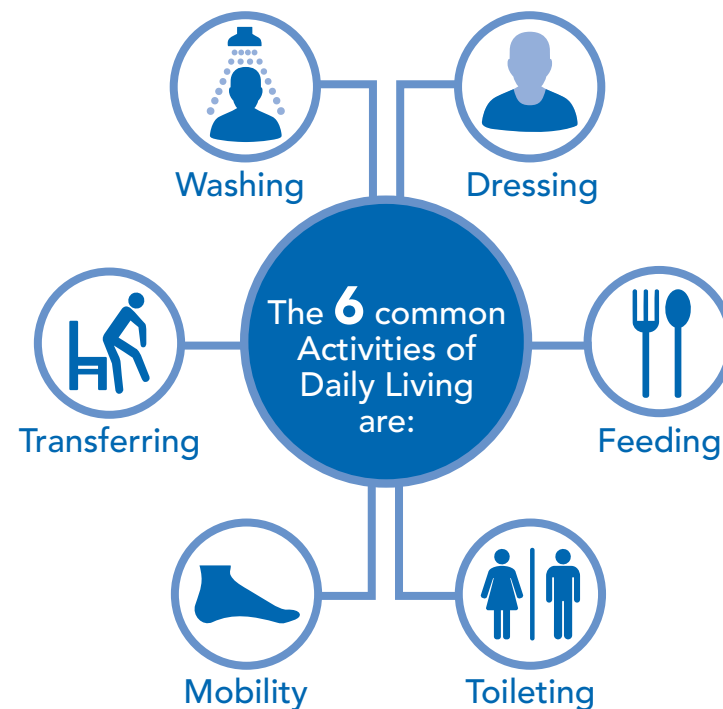 Washing
Dressing
The 6 common
Activities of
Daily Living
are:
Transferring
Feeding
Mobility
Toileting